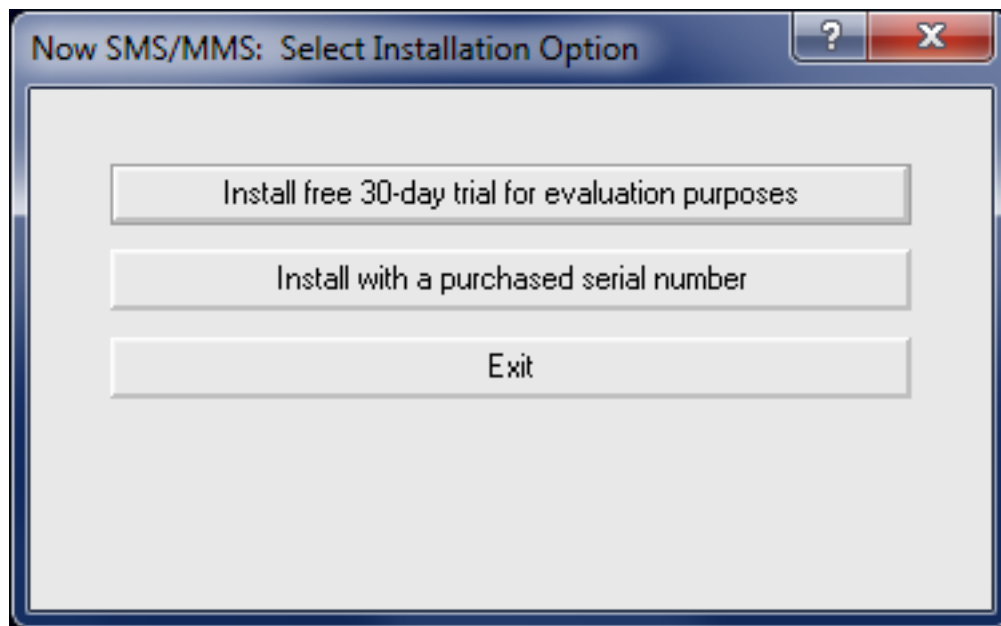 Now SMS/MMS: Select Installation Option
?
Install free 30-day trial for evaluation purposes
Install with a purchased serial number
Exit